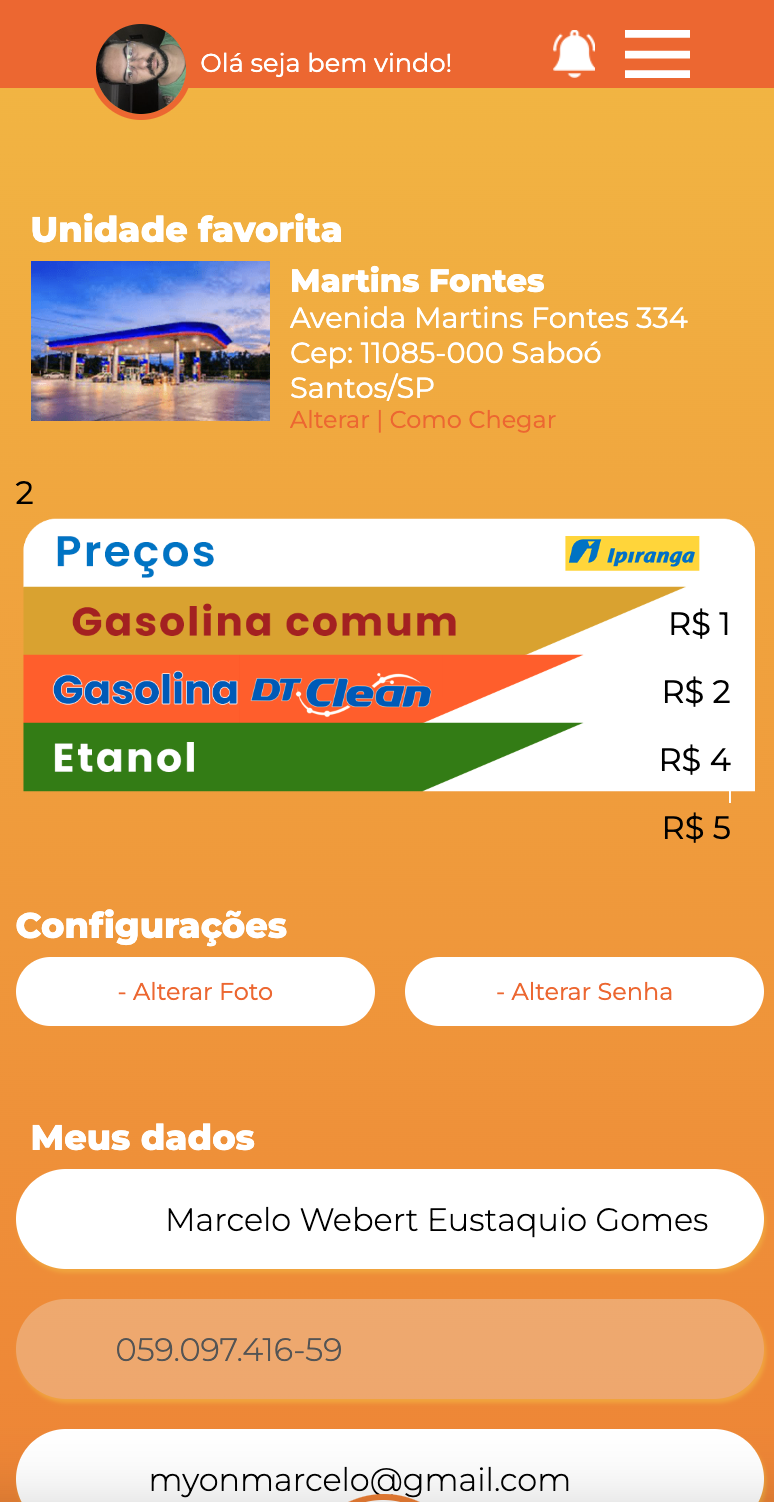 Olá seja bem vindo!
Unidade favorita
Martins Fontes
Avenida Martins Fontes 334
Cep: 11085-000 Saboó
Santos/SP
Alterar | Como Chegar
2
Preços Ipiranga
Gasolina comum R$ 1
Gasolina DT Clean R$ 2
Etanol R$ 4
R$ 5
Configurações
- Alterar Foto - Alterar Senha
Meus dados
Marcelo Webert Eustaquio Gomes
059.097.416-59
myonmarcelo@gmail.com